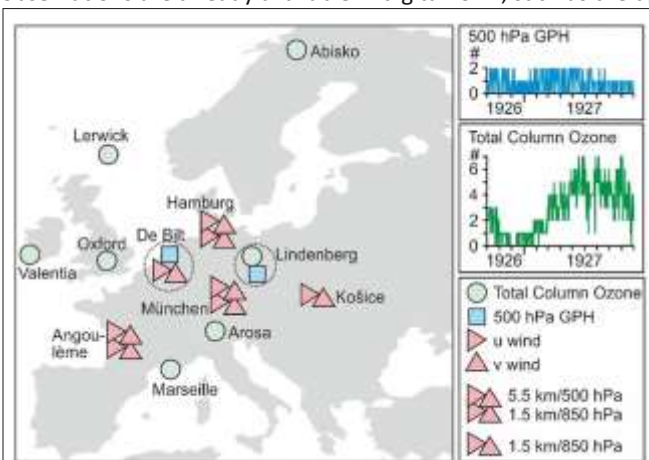 Abisko
Lerwick
Hamburg
De Bilt
Oxford
Valentia
Lindenberg
München
Košice
Angou-
lème
Arosa
Marseille
500 hPa GPH
#
2
0
1926 1927
Total Column Ozone
#
6
4
2
0
1926 1927
Total Column Ozone
500 hPa GPH
u wind
v wind
5.5 km/500 hPa
1.5 km/850 hPa
1.5 km/850 hPa